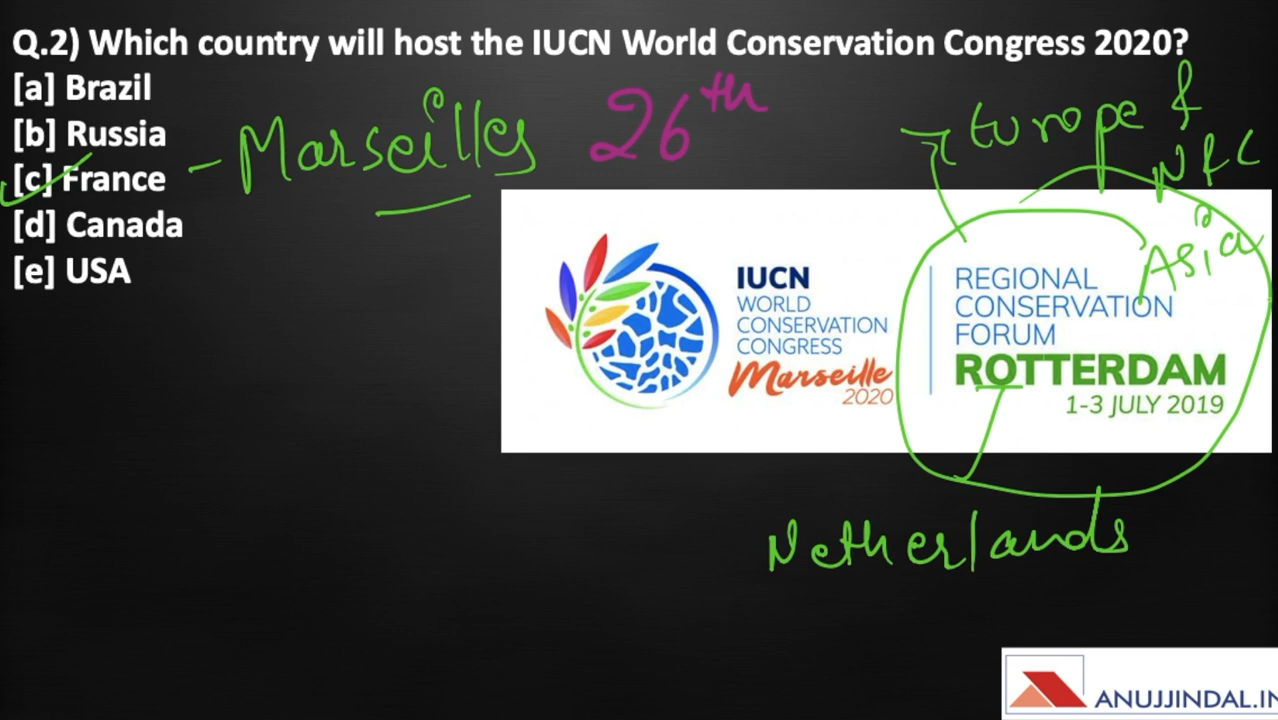 Q.2) Which country will host the IUCN World Conservation Congress 2020?
[a] Brazil
[b] Russia
[c] France
[d] Canada
[e] USA
- Marseilles
26th
Europe &
N & C
Asia
IUCN
WORLD
CONSERVATION
CONGRESS
Marseille
2020
REGIONAL
CONSERVATION
FORUM
ROTTERDAM
1-3 JULY 2019
Netherlands
ANUJJINDAL.IN